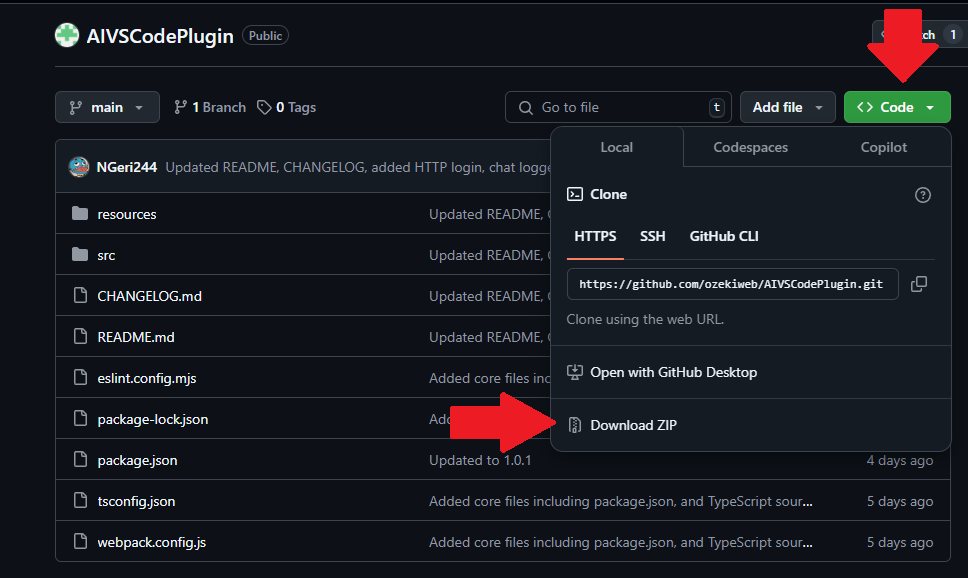 AIVSCodePlugin Public
ch 1
main 1 Branch 0 Tags Go to file t Add file <> Code
Local Codespaces Copilot
NGeri244 Updated README, CHANGELOG, added HTTP login, chat logge
Clone
resources Updated README, C
HTTPS SSH GitHub CLI
src Updated README, C
https://github.com/ozekiweb/AIVSCodePlugin.git
CHANGELOG.md Updated README, C
Clone using the web URL.
README.md Updated README, C
Open with GitHub Desktop
eslint.config.mjs Added core files inc
package-lock.json
Download ZIP
package.json Updated to 1.0.1 4 days ago
tsconfig.json Added core files including package.json, and TypeScript sour... 5 days ago
webpack.config.js Added core files including package.json, and TypeScript sour... 5 days ago